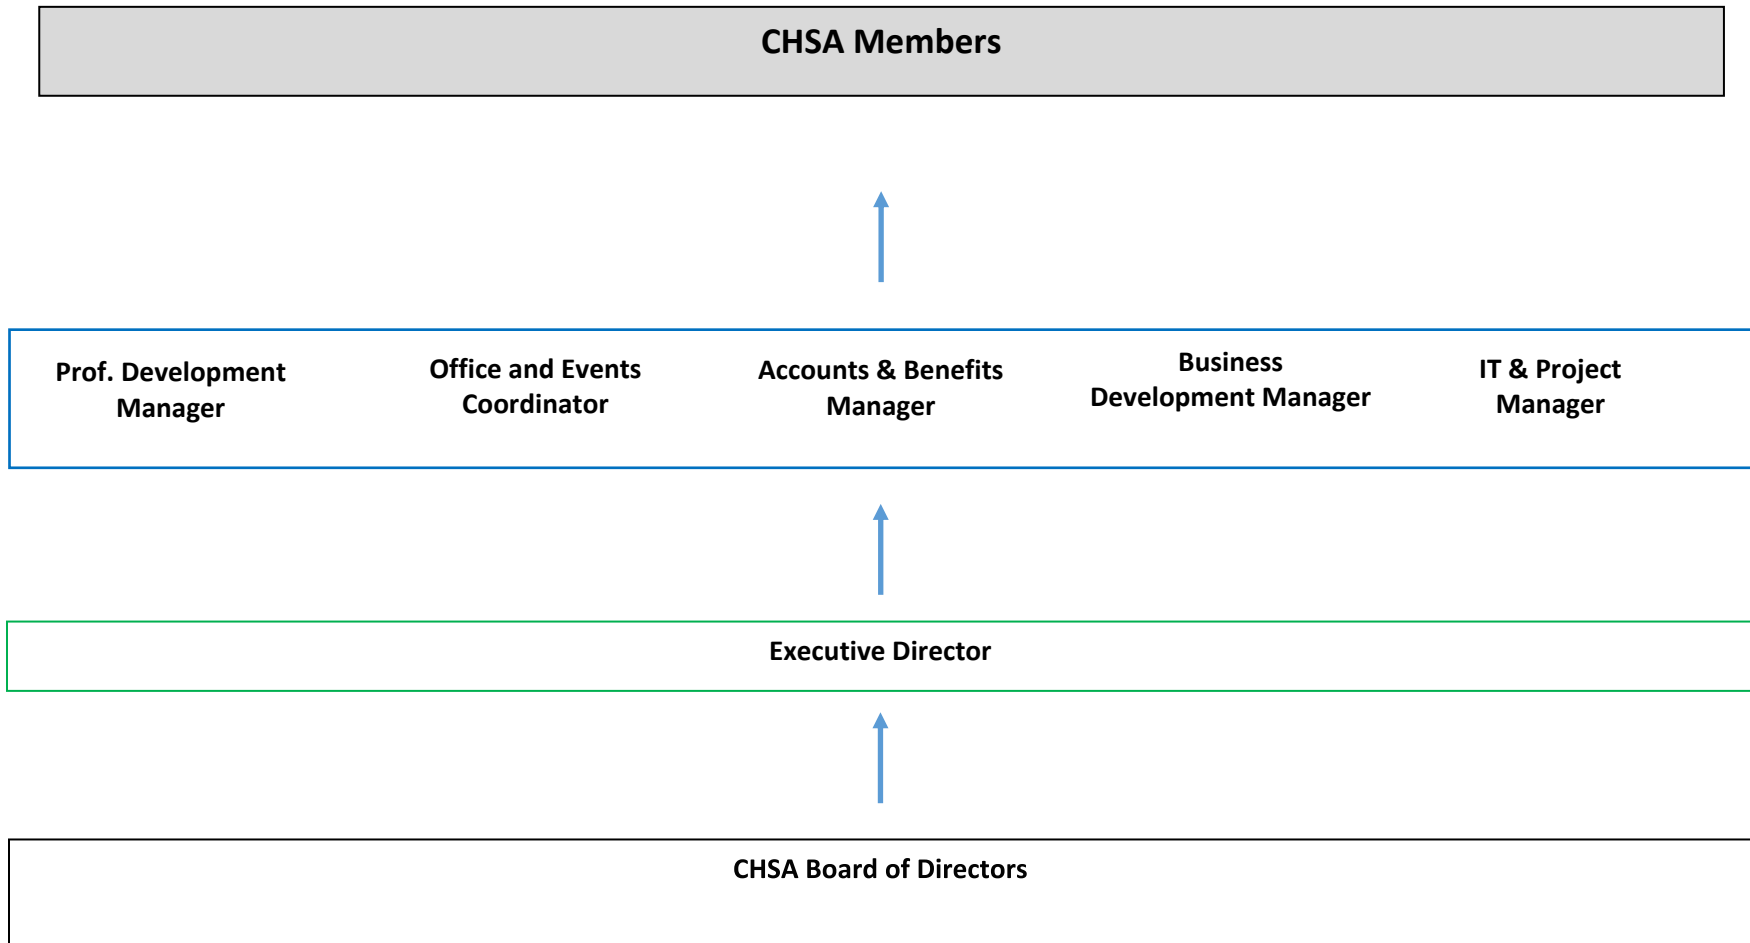 CHSA Members
Prof. Development
Manager
Office and Events
Coordinator
Accounts & Benefits
Manager
Business
Development Manager
IT & Project
Manager
Executive Director
CHSA Board of Directors